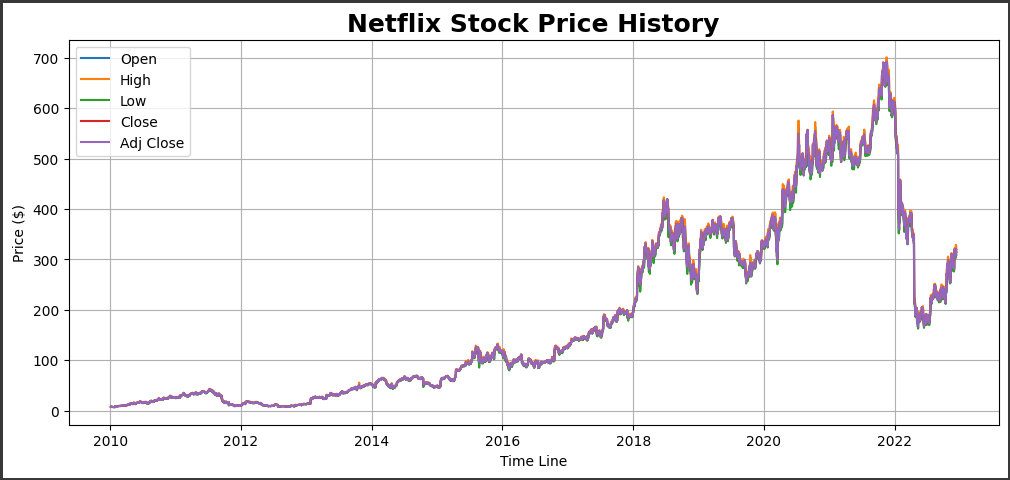 Netflix Stock Price History
Open
High
Low
Close
Adj Close
700
600
500
400
300
200
100
0
Price ($)
2010
2012
2014
2016
2018
2020
2022
Time Line